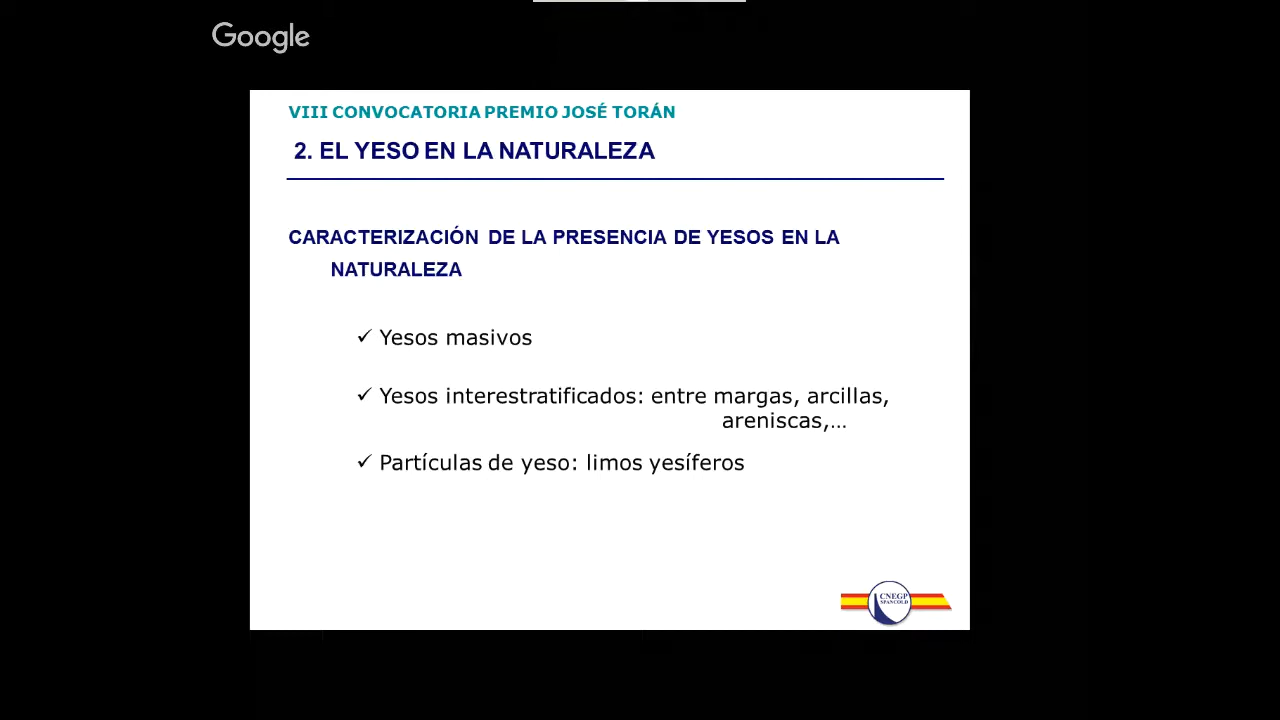 Google
VIII CONVOCATORIA PREMIO JOSÉ TORÁN
2. EL YESO EN LA NATURALEZA
CARACTERIZACIÓN DE LA PRESENCIA DE YESOS EN LA
NATURALEZA
✓ Yesos masivos
✓ Yesos interestratificados: entre margas, arcillas,
areniscas,...
✓ Partículas de yeso: limos yesíferos
CNEGP
SPANCOLD